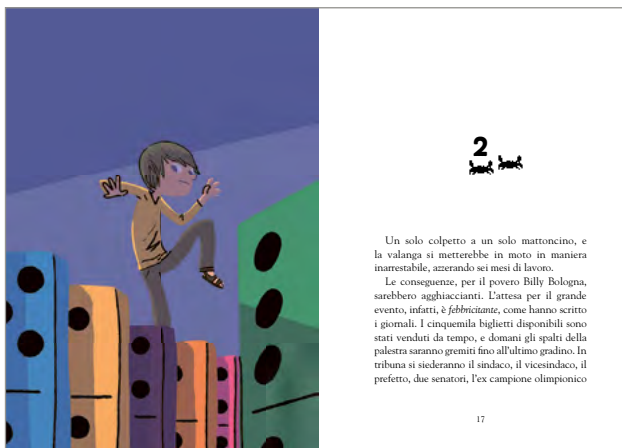 2
Un solo colpetto a un solo mattoncino, e
la valanga si metterebbe in moto in maniera
inarrestabile, azzerando sei mesi di lavoro.
Le conseguenze, per il povero Billy Bologna,
sarebbero agghiaccianti. L'attesa per il grande
evento, infatti, è febbricitante, come hanno scritto
i giornali. I cinquemila biglietti disponibili sono
stati venduti da tempo, e domani gli spalti della
palestra saranno gremiti fino all'ultimo gradino. In
tribuna si siederanno il sindaco, il vicesindaco, il
prefetto, due senatori, l'ex campione olimpionico
17